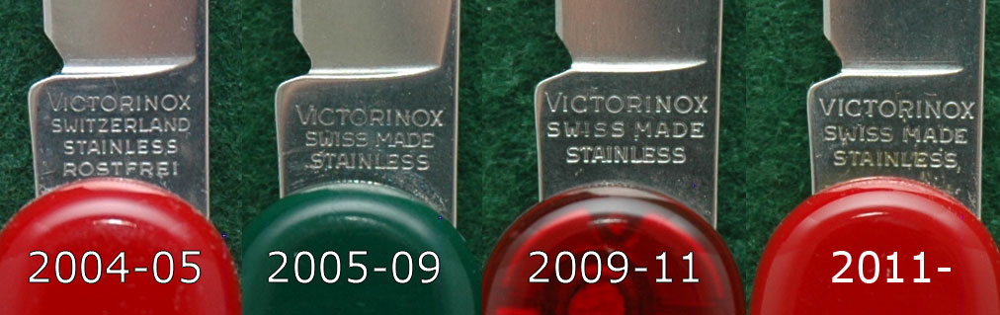 VICTORINOX
SWITZERLAND
STAINLESS
ROSTFREI
2004-05
VICTORINOX
SWISS MADE
STAINLESS
2005-09
VICTORINOX
SWISS MADE
STAINLESS
2009-11
VICTORINOX
SWISS MADE
STAINLESS
2011-